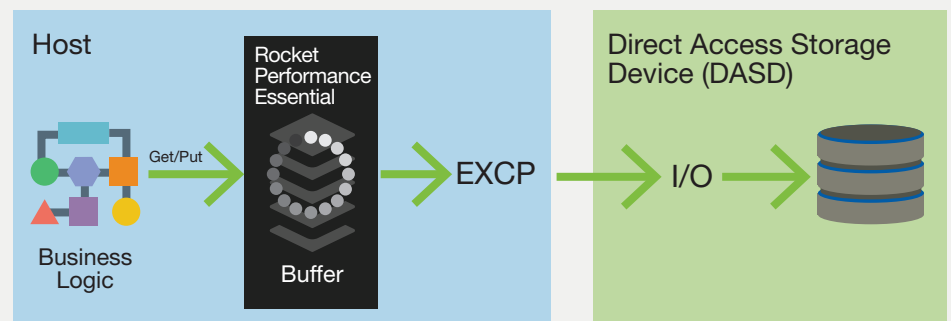 Host
Rocket
Performance
Essential
Get/Put
Business
Logic
Buffer
EXCP
Direct Access Storage
Device (DASD)
I/O